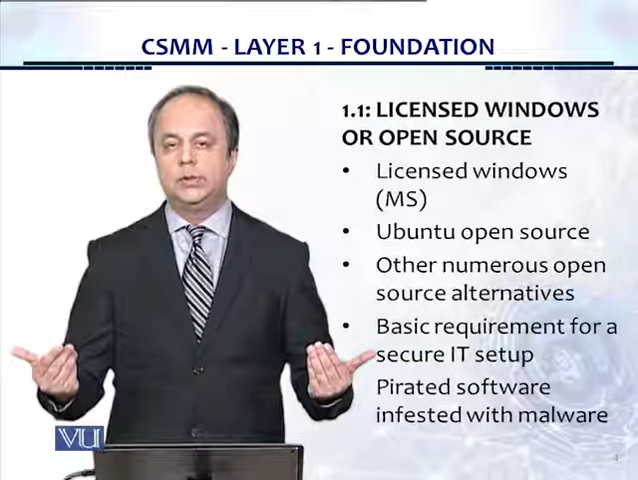 CSMM - LAYER 1 - FOUNDATION
1.1: LICENSED WINDOWS
OR OPEN SOURCE
• Licensed windows
(MS)
• Ubuntu open source
• Other numerous open
source alternatives
• Basic requirement for a
secure IT setup
Pirated software
infested with malware
VU
4